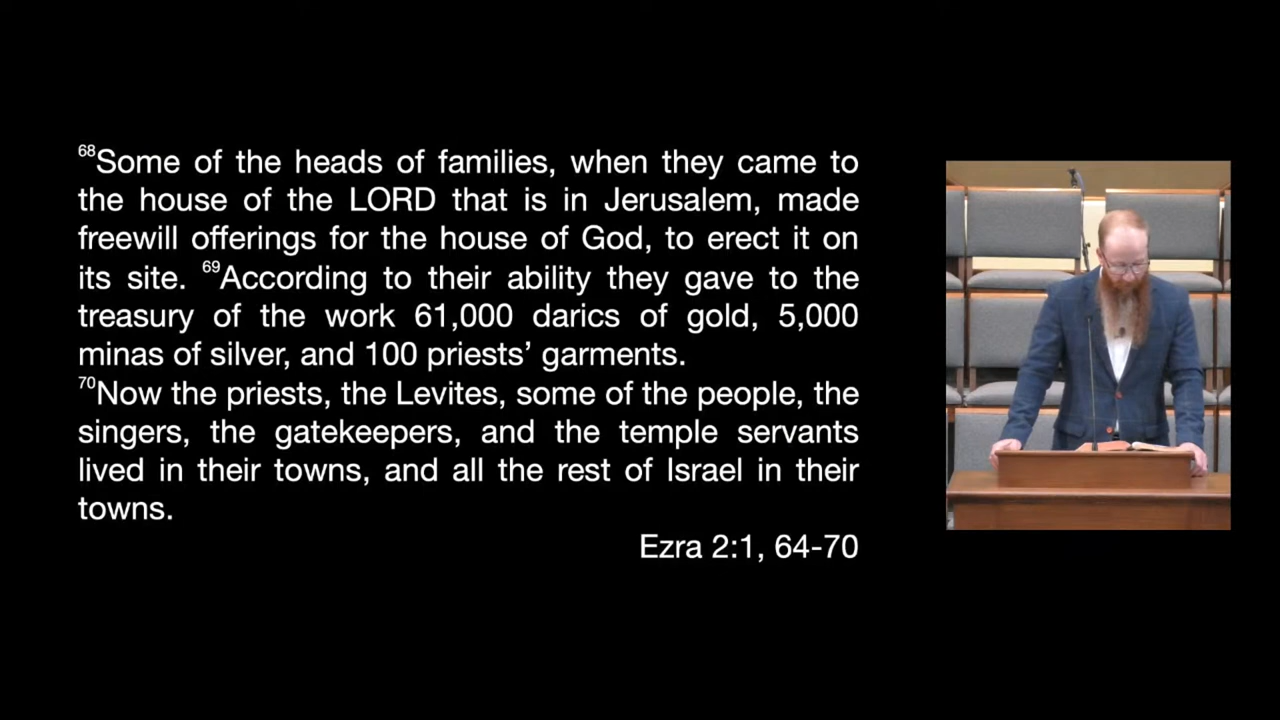 68Some of the heads of families, when they came to
the house of the LORD that is in Jerusalem, made
freewill offerings for the house of God, to erect it on
its site. 69According to their ability they gave to the
treasury of the work 61,000 darics of gold, 5,000
minas of silver, and 100 priests’ garments.
70Now the priests, the Levites, some of the people, the
singers, the gatekeepers, and the temple servants
lived in their towns, and all the rest of Israel in their
towns.
Ezra 2:1, 64-70